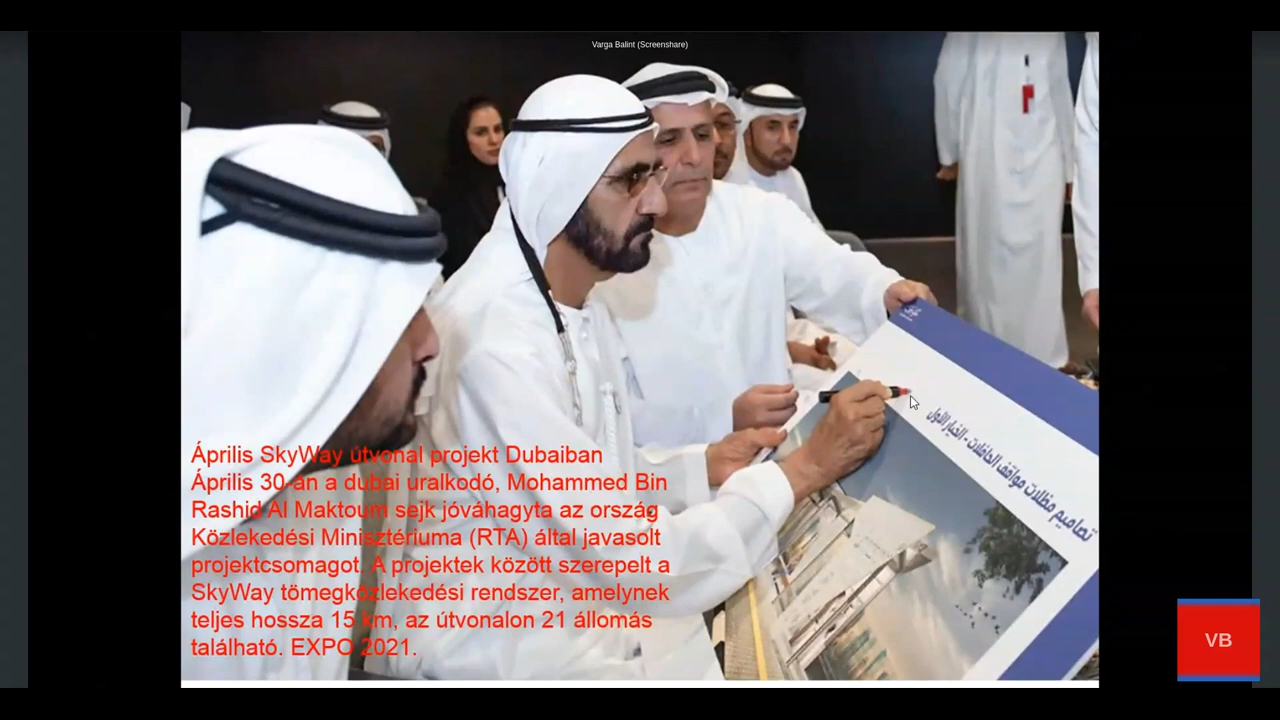 Varga Balint (Screenshare)
تصاميم مظلات مواقف الحافلات - الخيار الأول
Április SkyWay útvonal projekt Dubaiban
Április 30-án a dubai uralkodó, Mohammed Bin
Rashid Al Maktoum sejk jóváhagyta az ország
Közlekedési Minisztériuma (RTA) által javasolt
projektcsomagot. A projektek között szerepelt a
SkyWay tömegközlekedési rendszer, amelynek
teljes hossza 15 km, az útvonalon 21 állomás
található. EXPO 2021.
VB